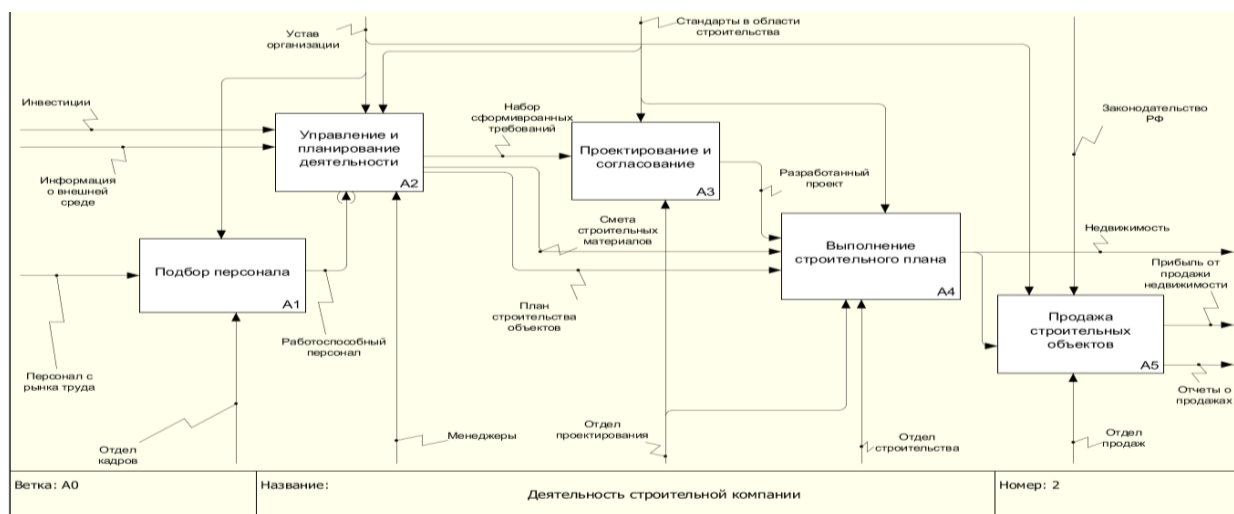 Устав
организации
Стандарты в области
строительства
Инвестиции
Набор
сформивроанных
требований
Законодательство
РФ
Управление и
планирование
деятельности
A2
Проектирование и
согласование
A3
Информация
о внешней
среде
Разработанный
проект
Смета
строительных
материалов
Выполнение
строительного плана
A4
Недвижимость
Подбор персонала
A1
Прибыль от
продажи
недвижимости
План
строительства
объектов
Продажа
строительных
объектов
A5
Работоспособный
персонал
Персонал с
рынка труда
Отчеты о
продажах
Отдел
кадров
Менеджеры
Отдел
проектирования
Отдел
строительства
Отдел
продаж
Ветка: A0
Название:
Деятельность строительной компании
Номер: 2